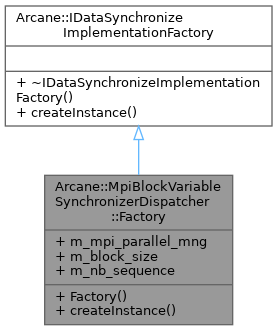 Arcane::IDataSynchronize
ImplementationFactory
+ ~IDataSynchronizeImplementation
Factory()
+ createInstance()
Arcane::MpiBlockVariable
SynchronizerDispatcher
::Factory
+ m_mpi_parallel_mng
+ m_block_size
+ m_nb_sequence
+ Factory()
+ createInstance()